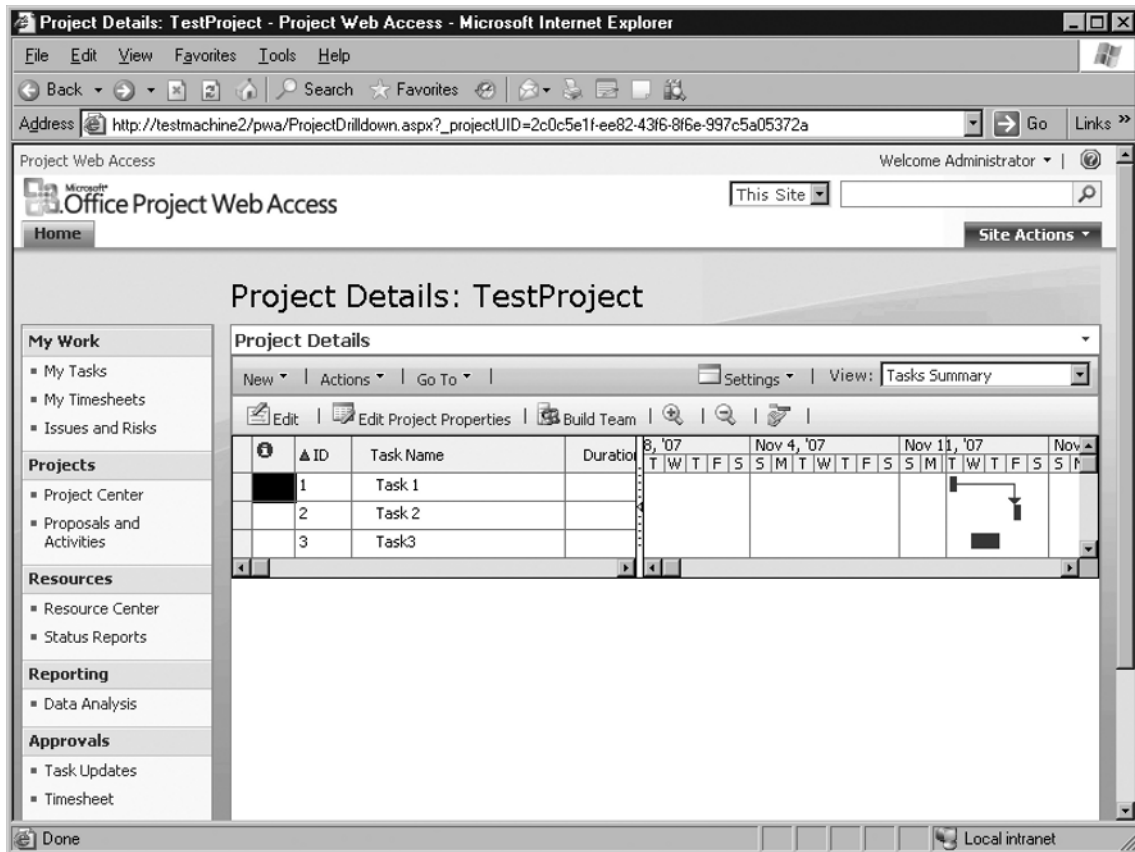 Project Details: TestProject - Project Web Access - Microsoft Internet Explorer
File Edit View Favorites Tools Help
Back Search Favorites
Address http://testmachine2/pwa/ProjectDrilldown.aspx?_projectUID=2c0c5e1f-ee82-43f6-8f6e-997c5a05372a Go Links »
Project Web Access Welcome Administrator
Microsoft Office Project Web Access This Site
Home Site Actions
Project Details: TestProject
My Work
My Tasks
My Timesheets
Issues and Risks
Projects
Project Center
Proposals and
Activities
Resources
Resource Center
Status Reports
Reporting
Data Analysis
Approvals
Task Updates
Timesheet
Project Details
New Actions Go To Settings View: Tasks Summary
Edit Edit Project Properties Build Team
ID Task Name Duration 8, '07 Nov 4, '07 Nov 11, '07 Nov
T W T F S S M T W T F S S M T W T F S S M
1 Task 1
2 Task 2
3 Task3
Done Local intranet